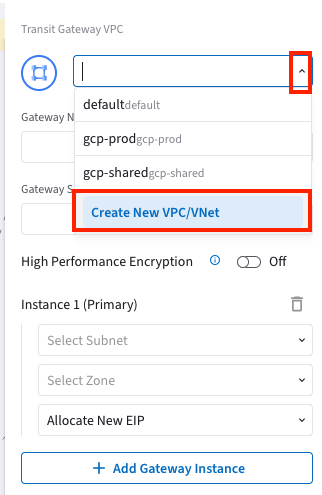 Transit Gateway VPC
defaultdefault
gcp-prodgcp-prod
gcp-sharedgcp-shared
Create New VPC/VNet
Gateway N
Gateway S
High Performance Encryption Off
Instance 1 (Primary)
Select Subnet
Select Zone
Allocate New EIP
Add Gateway Instance